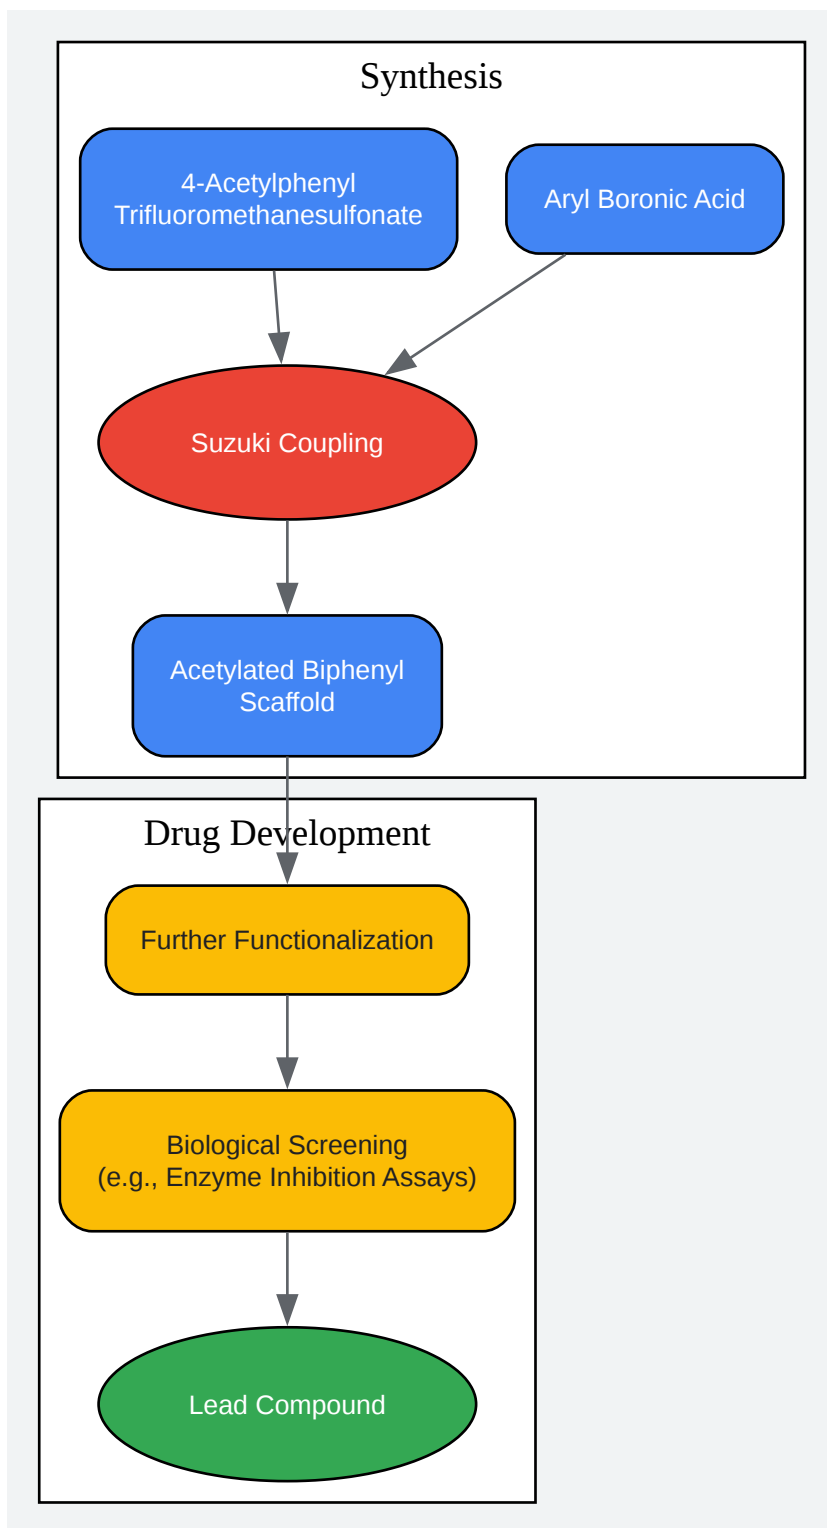 Synthesis
4-Acetylphenyl
Trifluoromethanesulfonate
Aryl Boronic Acid
Suzuki Coupling
Acetylated Biphenyl
Scaffold
Drug Development
Further Functionalization
Biological Screening
(e.g., Enzyme Inhibition Assays)
Lead Compound